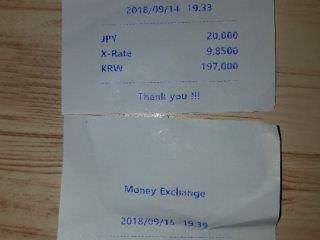 2018/09/14 19:33
JPY 20,000
X-Rate 9.8500
KRW 197,000
Thank you !!!
Money Exchange
2018/09/15 19:39